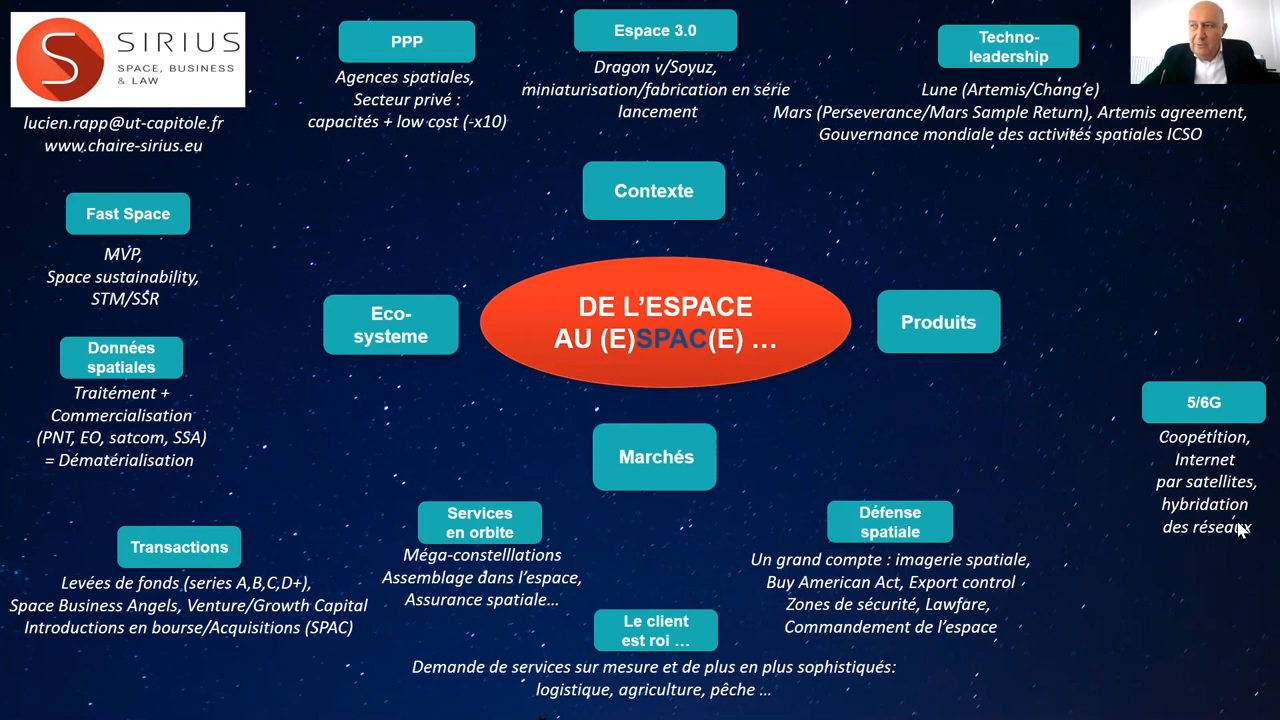 SIRIUS
SPACE, BUSINESS
& LAW
lucien.rapp@ut-capitole.fr
www.chaire-sirius.eu
PPP
Agences spatiales,
Secteur privé :
capacités + low cost (-x10)
Espace 3.0
Dragon v/Soyuz,
miniaturisation/fabrication en série
lancement
Techno-
leadership
Lune (Artemis/Chang’e)
Mars (Perseverance/Mars Sample Return), Artemis agreement,
Gouvernance mondiale des activités spatiales ICSO
Contexte
Fast Space
MVP,
Space sustainability,
STM/SSR
Eco-
systeme
DE L’ESPACE
AU (E)SPAC(E) …
Produits
Données
spatiales
Traitément +
Commercialisation
(PNT, EO, satcom, SSA)
= Dématérialisation
5/6G
Coopétition,
Internet
par satellites,
hybridation
des réseaux
Marchés
Transactions
Levées de fonds (series A,B,C,D+),
Space Business Angels, Venture/Growth Capital
Introductions en bourse/Acquisitions (SPAC)
Services
en orbite
Méga-constelllations
Assemblage dans l’espace,
Assurance spatiale…
Défense
spatiale
Un grand compte : imagerie spatiale,
Buy American Act, Export control
Zones de sécurité, Lawfare,
Commandement de l’espace
Le client
est roi …
Demande de services sur mesure et de plus en plus sophistiqués:
logistique, agriculture, pêche …